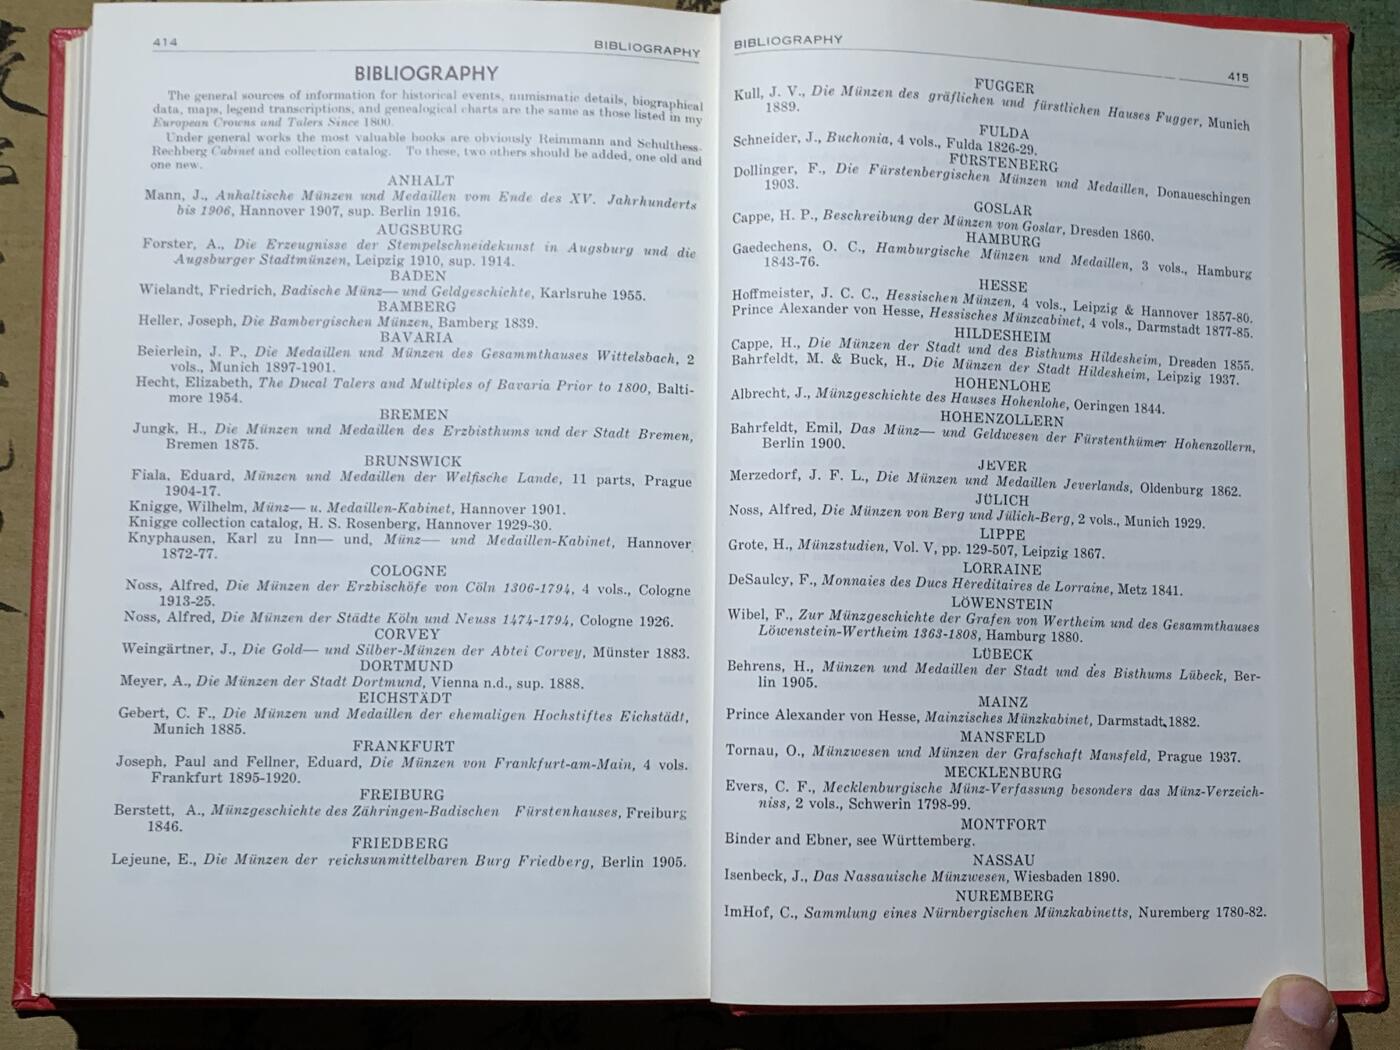 414
BIBLIOGRAPHY
BIBLIOGRAPHY
The general sources of information for historical events, numismatic details, biographical
data, maps, legend transcriptions, and genealogical charts are the same as those listed in my
European Crowns and Talers Since 1800.
Under general works the most valuable books are obviously Reimmann and Schulthess-
Rechberg Cabinet and collection catalog. To these, two others should be added, one old and
one new.
ANHALT
Mann, J., Anhaltische Münzen und Medaillen vom Ende des XV. Jahrhunderts
bis 1906, Hannover 1907, sup. Berlin 1916.
AUGSBURG
Forster, A., Die Erzeugnisse der Stempelschneidekunst in Augsburg und die
Augsburger Stadtmünzen, Leipzig 1910, sup. 1914.
BADEN
Wielandt, Friedrich, Badische Münz— und Geldgeschichte, Karlsruhe 1955.
BAMBERG
Heller, Joseph, Die Bambergischen Münzen, Bamberg 1839.
BAVARIA
Beierlein, J. P., Die Medaillen und Münzen des Gesammthauses Wittelsbach, 2
vols., Munich 1897-1901.
Hecht, Elizabeth, The Ducal Talers and Multiples of Bavaria Prior to 1800, Balti-
more 1954.
BREMEN
Jungk, H., Die Münzen und Medaillen des Erzbisthums und der Stadt Bremen,
Bremen 1875.
BRUNSWICK
Fiala, Eduard, Münzen und Medaillen der Welfische Lande, 11 parts, Prague
1904-17.
Knigge, Wilhelm, Münz— u. Medaillen-Kabinet, Hannover 1901.
Knigge collection catalog, H. S. Rosenberg, Hannover 1929-30.
Knyphausen, Karl zu Inn— und, Münz— und Medaillen-Kabinet, Hannover
1872-77.
COLOGNE
Noss, Alfred, Die Münzen der Erzbischöfe von Cöln 1306-1794, 4 vols., Cologne
1913-25.
Noss, Alfred, Die Münzen der Städte Köln und Neuss 1474-1794, Cologne 1926.
CORVEY
Weingärtner, J., Die Gold— und Silber-Münzen der Abtei Corvey, Münster 1883.
DORTMUND
Meyer, A., Die Münzen der Stadt Dortmund, Vienna n.d., sup. 1888.
EICHSTÄDT
Gebert, C. F., Die Münzen und Medaillen der ehemaligen Hochstiftes Eichstädt,
Munich 1885.
FRANKFURT
Joseph, Paul and Fellner, Eduard, Die Münzen von Frankfurt-am-Main, 4 vols.
Frankfurt 1895-1920.
FREIBURG
Berstett, A., Münzgeschichte des Zähringen-Badischen Fürstenhauses, Freiburg
1846.
FRIEDBERG
Lejeune, E., Die Münzen der reichsunmittelbaren Burg Friedberg, Berlin 1905.
BIBLIOGRAPHY
415
FUGGER
Kull, J. V., Die Münzen des gräflichen und fürstlichen Hauses Fugger, Munich
1889.
FULDA
Schneider, J., Buchonia, 4 vols., Fulda 1826-29.
FÜRSTENBERG
Dollinger, F., Die Fürstenbergischen Münzen und Medaillen, Donaueschingen
1903.
GOSLAR
Cappe, H. P., Beschreibung der Münzen von Goslar, Dresden 1860.
HAMBURG
Gaedechens, O. C., Hamburgische Münzen und Medaillen, 3 vols., Hamburg
1843-76.
HESSE
Hoffmeister, J. C. C., Hessischen Münzen, 4 vols., Leipzig & Hannover 1857-80.
Prince Alexander von Hesse, Hessisches Münzcabinet, 4 vols., Darmstadt 1877-85.
HILDESHEIM
Cappe, H., Die Münzen der Stadt und des Bisthums Hildesheim, Dresden 1855.
Bahrfeldt, M. & Buck, H., Die Münzen der Stadt Hildesheim, Leipzig 1937.
HOHENLOHE
Albrecht, J., Münzgeschichte des Hauses Hohenlohe, Oeringen 1844.
HOHENZOLLERN
Bahrfeldt, Emil, Das Münz— und Geldwesen der Fürstenthümer Hohenzollern,
Berlin 1900.
JEVER
Merzedorf, J. F. L., Die Münzen und Medaillen Jeverlands, Oldenburg 1862.
JÜLICH
Noss, Alfred, Die Münzen von Berg und Jülich-Berg, 2 vols., Munich 1929.
LIPPE
Grote, H., Münzstudien, Vol. V, pp. 129-507, Leipzig 1867.
LORRAINE
DeSaulcy, F., Monnaies des Ducs Héreditaires de Lorraine, Metz 1841.
LÖWENSTEIN
Wibel, F., Zur Münzgeschichte der Grafen von Wertheim und des Gesammthauses
Löwenstein-Wertheim 1363-1808, Hamburg 1880.
LÜBECK
Behrens, H., Münzen und Medaillen der Stadt und des Bisthums Lübeck, Ber-
lin 1905.
MAINZ
Prince Alexander von Hesse, Mainzisches Münzkabinet, Darmstadt 1882.
MANSFELD
Tornau, O., Münzwesen und Münzen der Grafschaft Mansfeld, Prague 1937.
MECKLENBURG
Evers, C. F., Mecklenburgische Münz-Verfassung besonders das Münz-Verzeich-
niss, 2 vols., Schwerin 1798-99.
MONTFORT
Binder and Ebner, see Württemberg.
NASSAU
Isenbeck, J., Das Nassauische Münzwesen, Wiesbaden 1890.
NUREMBERG
ImHof, C., Sammlung eines Nürnbergischen Münzkabinetts, Nuremberg 1780-82.